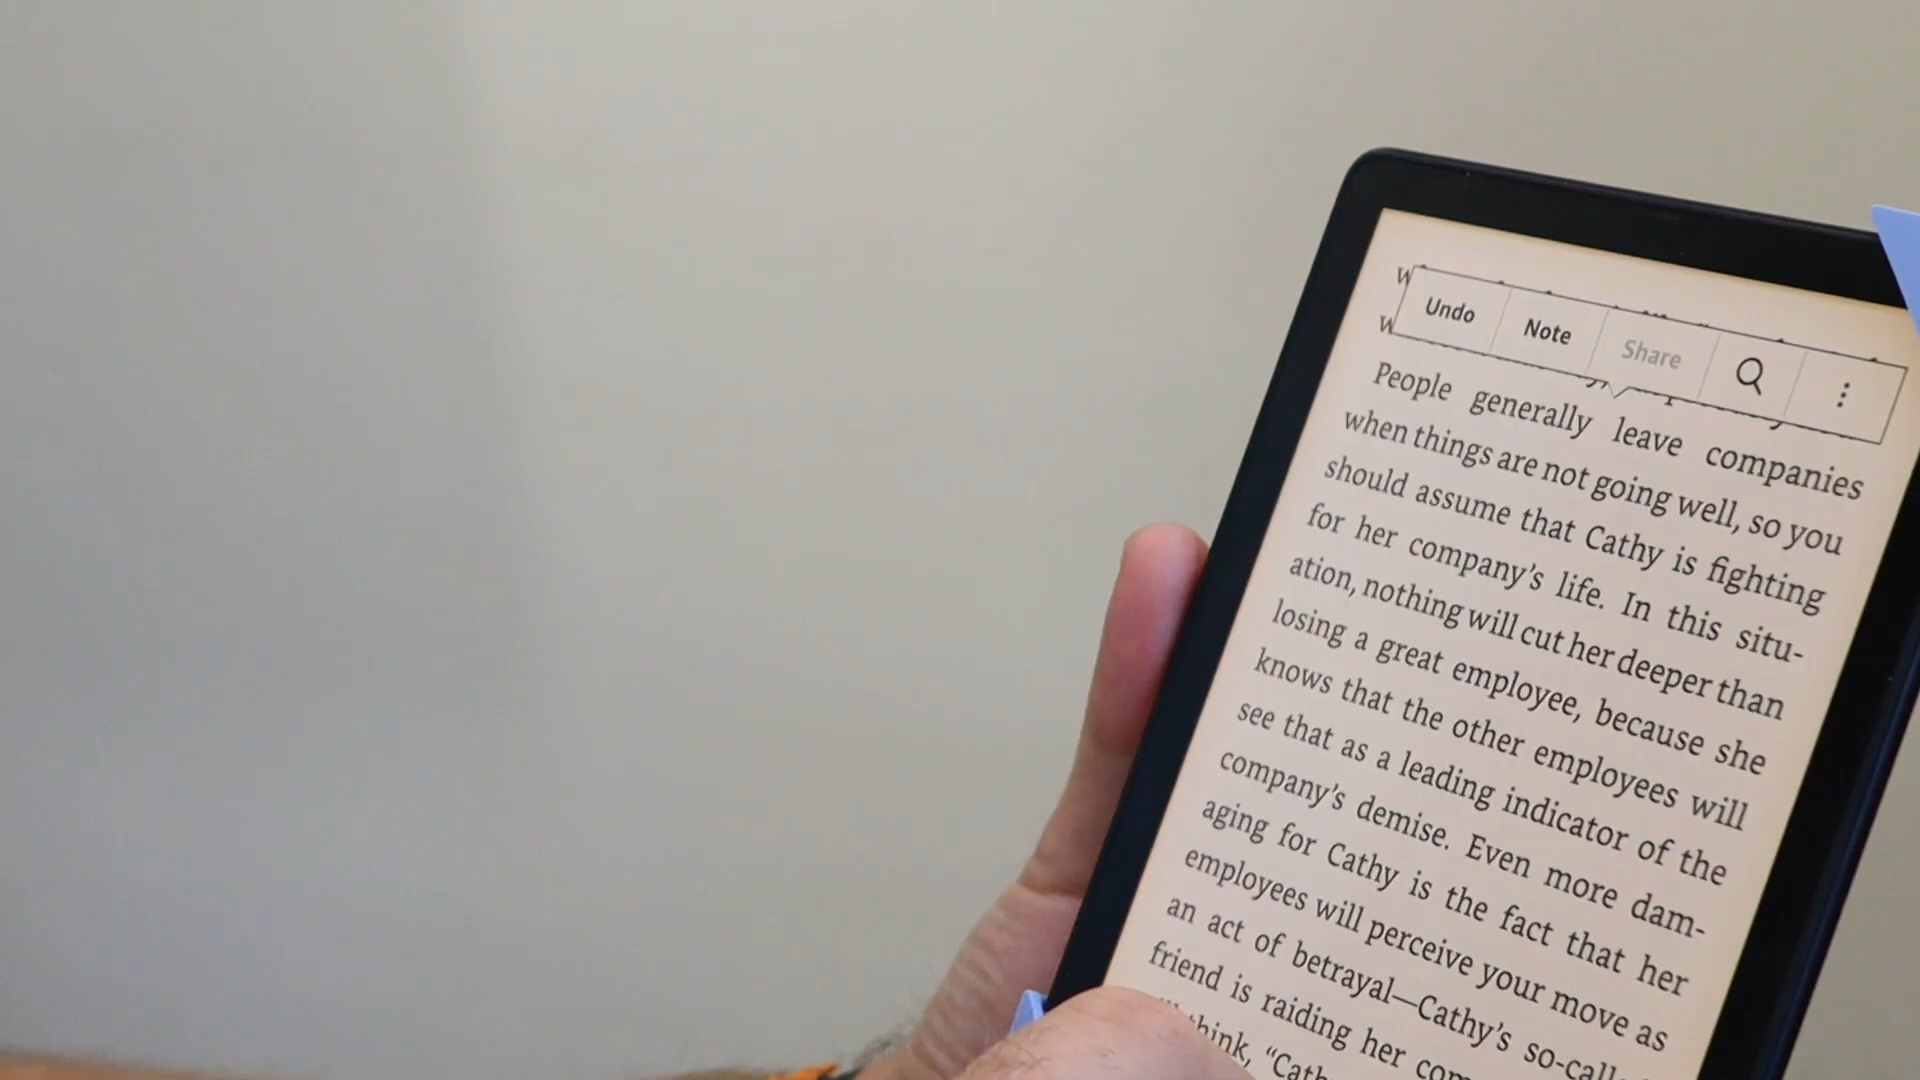 Undo Note Share
People generally leave companies
when things are not going well, so you
should assume that Cathy is fighting
for her company's life. In this situ-
ation, nothing will cut her deeper than
losing a great employee, because she
knows that the other employees will
see that as a leading indicator of the
company's demise. Even more dam-
aging for Cathy is the fact that her
employees will perceive your move as
an act of betrayal—Cathy's so-
friend is raiding her
think,